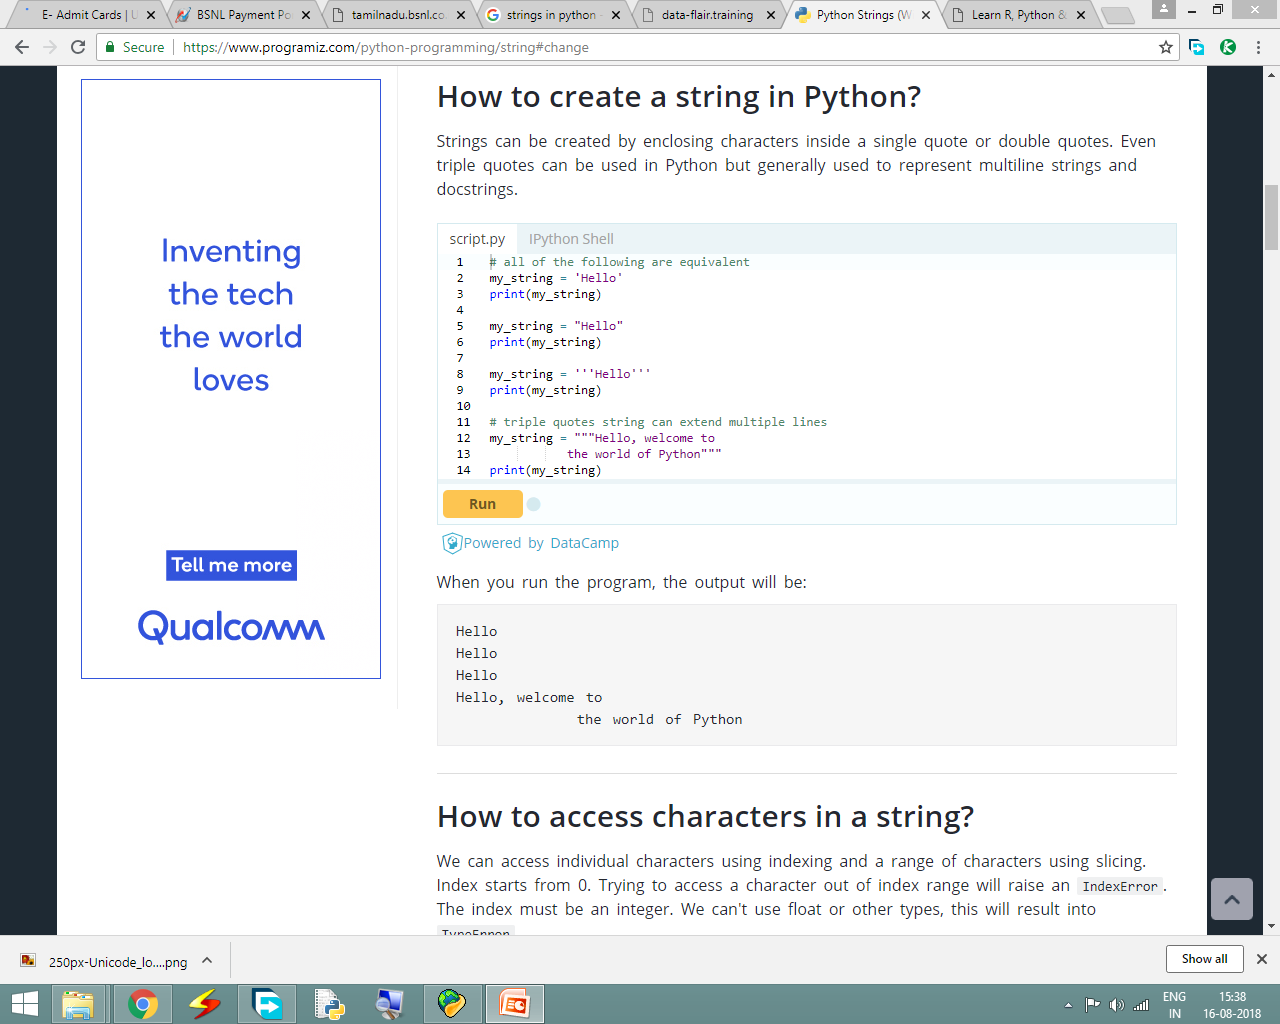 E- Admit Cards | U
BSNL Payment Po
tamilnadu.bsnl.co.
strings in python -
data-flair.training
Python Strings (W
Learn R, Python &
Secure
https://www.programiz.com/python-programming/string#change
Inventing
the tech
the world
loves
Tell me more
Qualcomm
How to create a string in Python?
Strings can be created by enclosing characters inside a single quote or double quotes. Even
triple quotes can be used in Python but generally used to represent multiline strings and
docstrings.
script.py IPython Shell
1 # all of the following are equivalent
2 my_string = 'Hello'
3 print(my_string)
4
5 my_string = "Hello"
6 print(my_string)
7
8 my_string = '''Hello'''
9 print(my_string)
10
11 # triple quotes string can extend multiple lines
12 my_string = """Hello, welcome to
13 the world of Python"""
14 print(my_string)
Run
Powered by DataCamp
When you run the program, the output will be:
Hello
Hello
Hello
Hello, welcome to
the world of Python
How to access characters in a string?
We can access individual characters using indexing and a range of characters using slicing.
Index starts from 0. Trying to access a character out of index range will raise an IndexError.
The index must be an integer. We can't use float or other types, this will result into
TypeError
250px-Unicode_lo....png
Show all
ENG
IN
15:38
16-08-2018